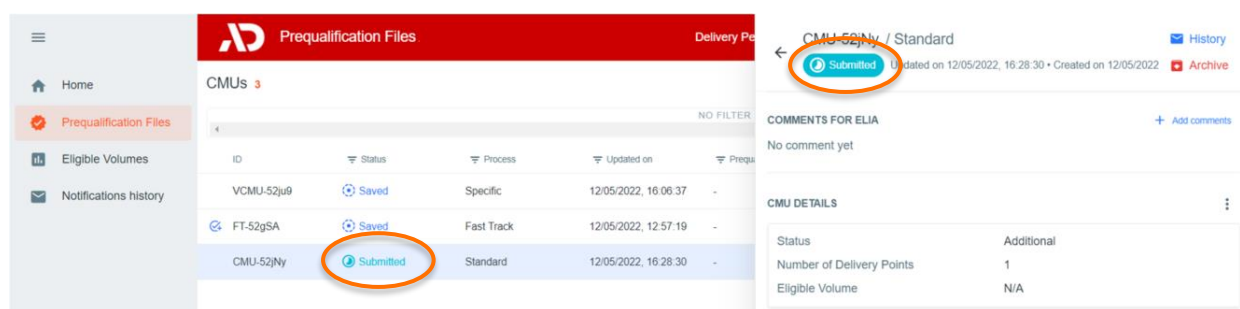 Prequalification Files
Delivery Pe
Home
Prequalification Files
Eligible Volumes
Notifications history
CMUs 3
NO FILTER
ID Status Process Updated on Prequa
VCMU-52ju9 Saved Specific 12/05/2022, 16:06:37 -
FT-52gSA Saved Fast Track 12/05/2022, 12:57:19 -
CMU-52jNy Submitted Standard 12/05/2022, 16:28:30 -
CMU-52jNy / Standard
History
Submitted Updated on 12/05/2022, 16:28:30 • Created on 12/05/2022
Archive
COMMENTS FOR ELIA
+ Add comments
No comment yet
CMU DETAILS
Status Additional
Number of Delivery Points 1
Eligible Volume N/A